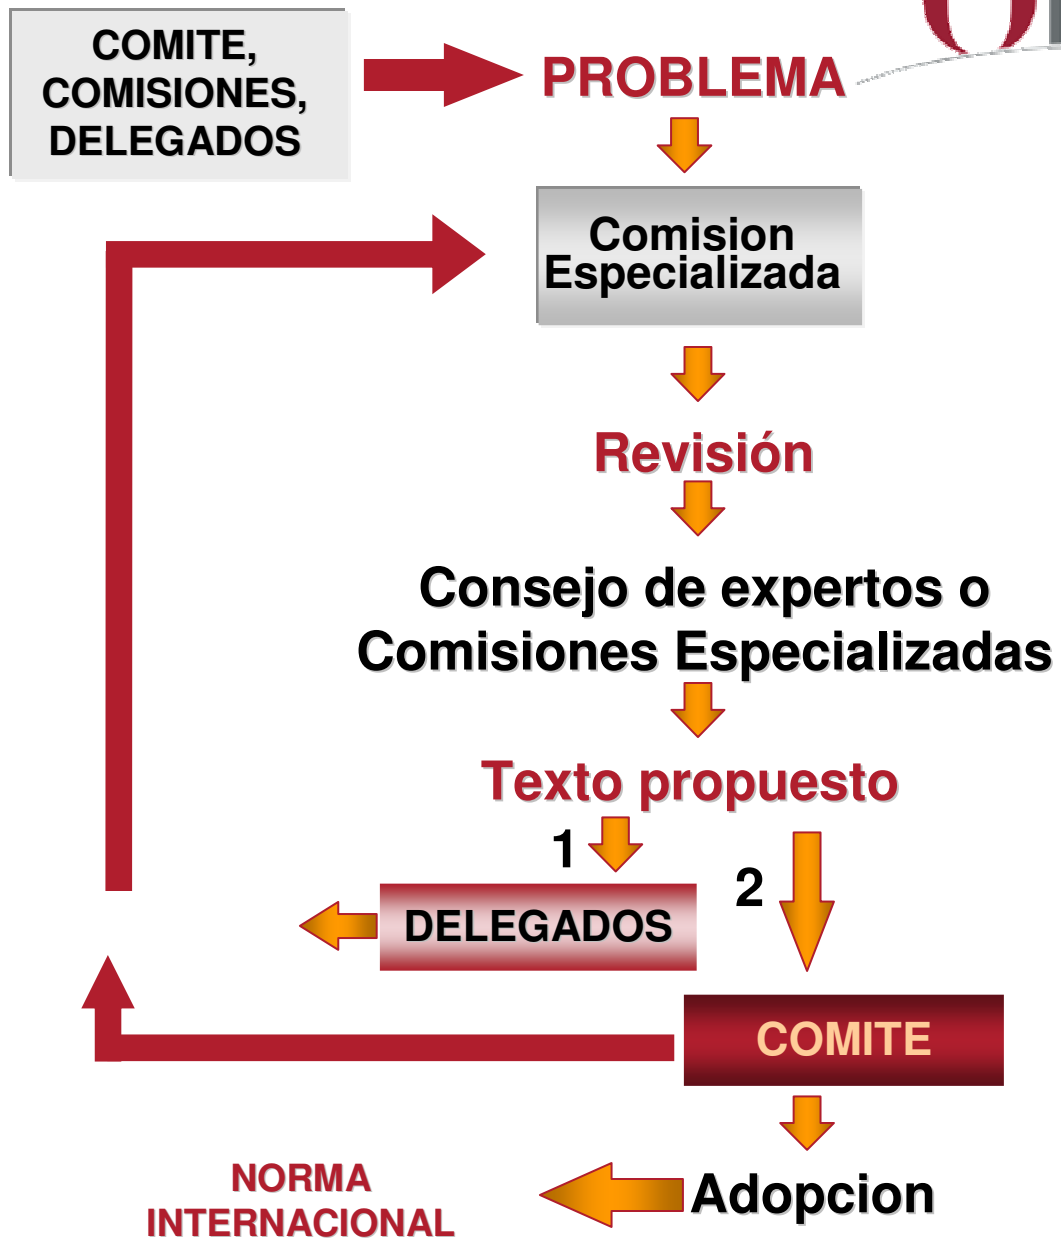 COMITE,
COMISIONES,
DELEGADOS
PROBLEMA
Comision
Especializada
Revisión
Consejo de expertos o
Comisiones Especializadas
Texto propuesto
1
2
DELEGADOS
COMITE
Adopcion
NORMA
INTERNACIONAL